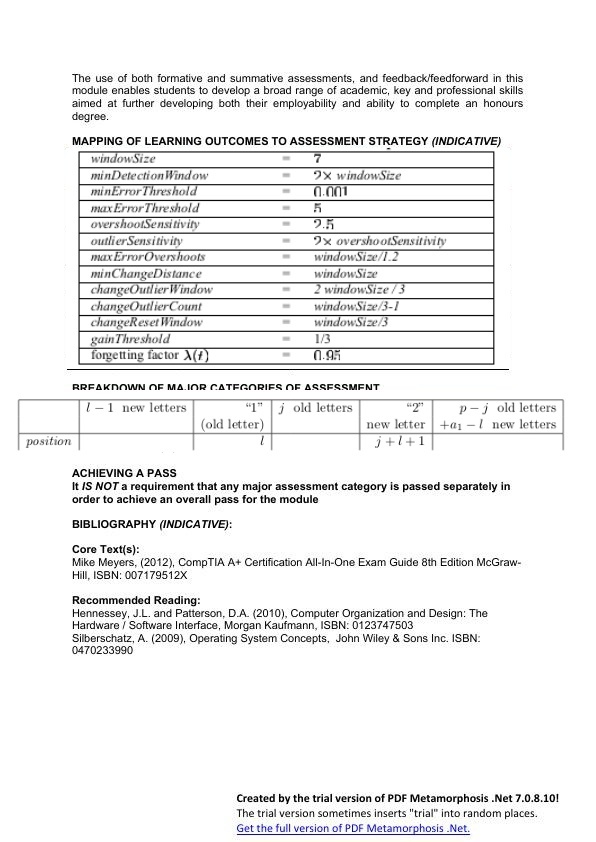 The use of both formative and summative assessments, and feedback/feedforward in this
module enables students to develop a broad range of academic, key and professional skills
aimed at further developing both their employability and ability to complete an honours
degree.
MAPPING OF LEARNING OUTCOMES TO ASSESSMENT STRATEGY (INDICATIVE)
windowSize = 7
minDetectionWindow = 2× windowSize
minErrorThreshold = 0.001
maxErrorThreshold = 5
overshootSensitivity = 2.5
outlierSensitivity = 2× overshootSensitivity
maxErrorOvershoots = windowSize/1.2
minChangeDistance = windowSize
changeOutlierWindow = 2 windowSize / 3
changeOutlierCount = windowSize/3-1
changeResetWindow = windowSize/3
gainThreshold = 1/3
forgetting factor λ(t) = 0.95
BREAKDOWN OF MAJOR CATEGORIES OF ASSESSMENT
l − 1 new letters “1” j old letters “2” p − j old letters
(old letter) new letter +a₁ − l new letters
position l j + l + 1
ACHIEVING A PASS
It IS NOT a requirement that any major assessment category is passed separately in
order to achieve an overall pass for the module
BIBLIOGRAPHY (INDICATIVE):
Core Text(s):
Mike Meyers, (2012), CompTIA A+ Certification All-In-One Exam Guide 8th Edition McGraw-
Hill, ISBN: 007179512X
Recommended Reading:
Hennessey, J.L. and Patterson, D.A. (2010), Computer Organization and Design: The
Hardware / Software Interface, Morgan Kaufmann, ISBN: 0123747503
Silberschatz, A. (2009), Operating System Concepts, John Wiley & Sons Inc. ISBN:
0470233990
Created by the trial version of PDF Metamorphosis .Net 7.0.8.10!
The trial version sometimes inserts "trial" into random places.
Get the full version of PDF Metamorphosis .Net.